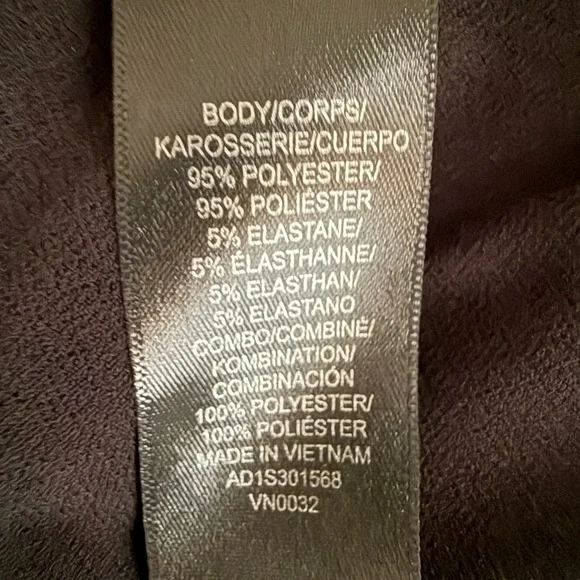 BODY/CORPS/
KAROSSERIE/CUERPO
95% POLYESTER/
95% POLIÉSTER
5% ELASTANE/
5% ÉLASTHANNE/
5% ELASTHAN/
5% ELASTANO
COMBO/COMBINÉ/
KOMBINATION/
COMBINACIÓN
100% POLYESTER/
100% POLIÉSTER
MADE IN VIETNAM
AD1S301568
VN0032